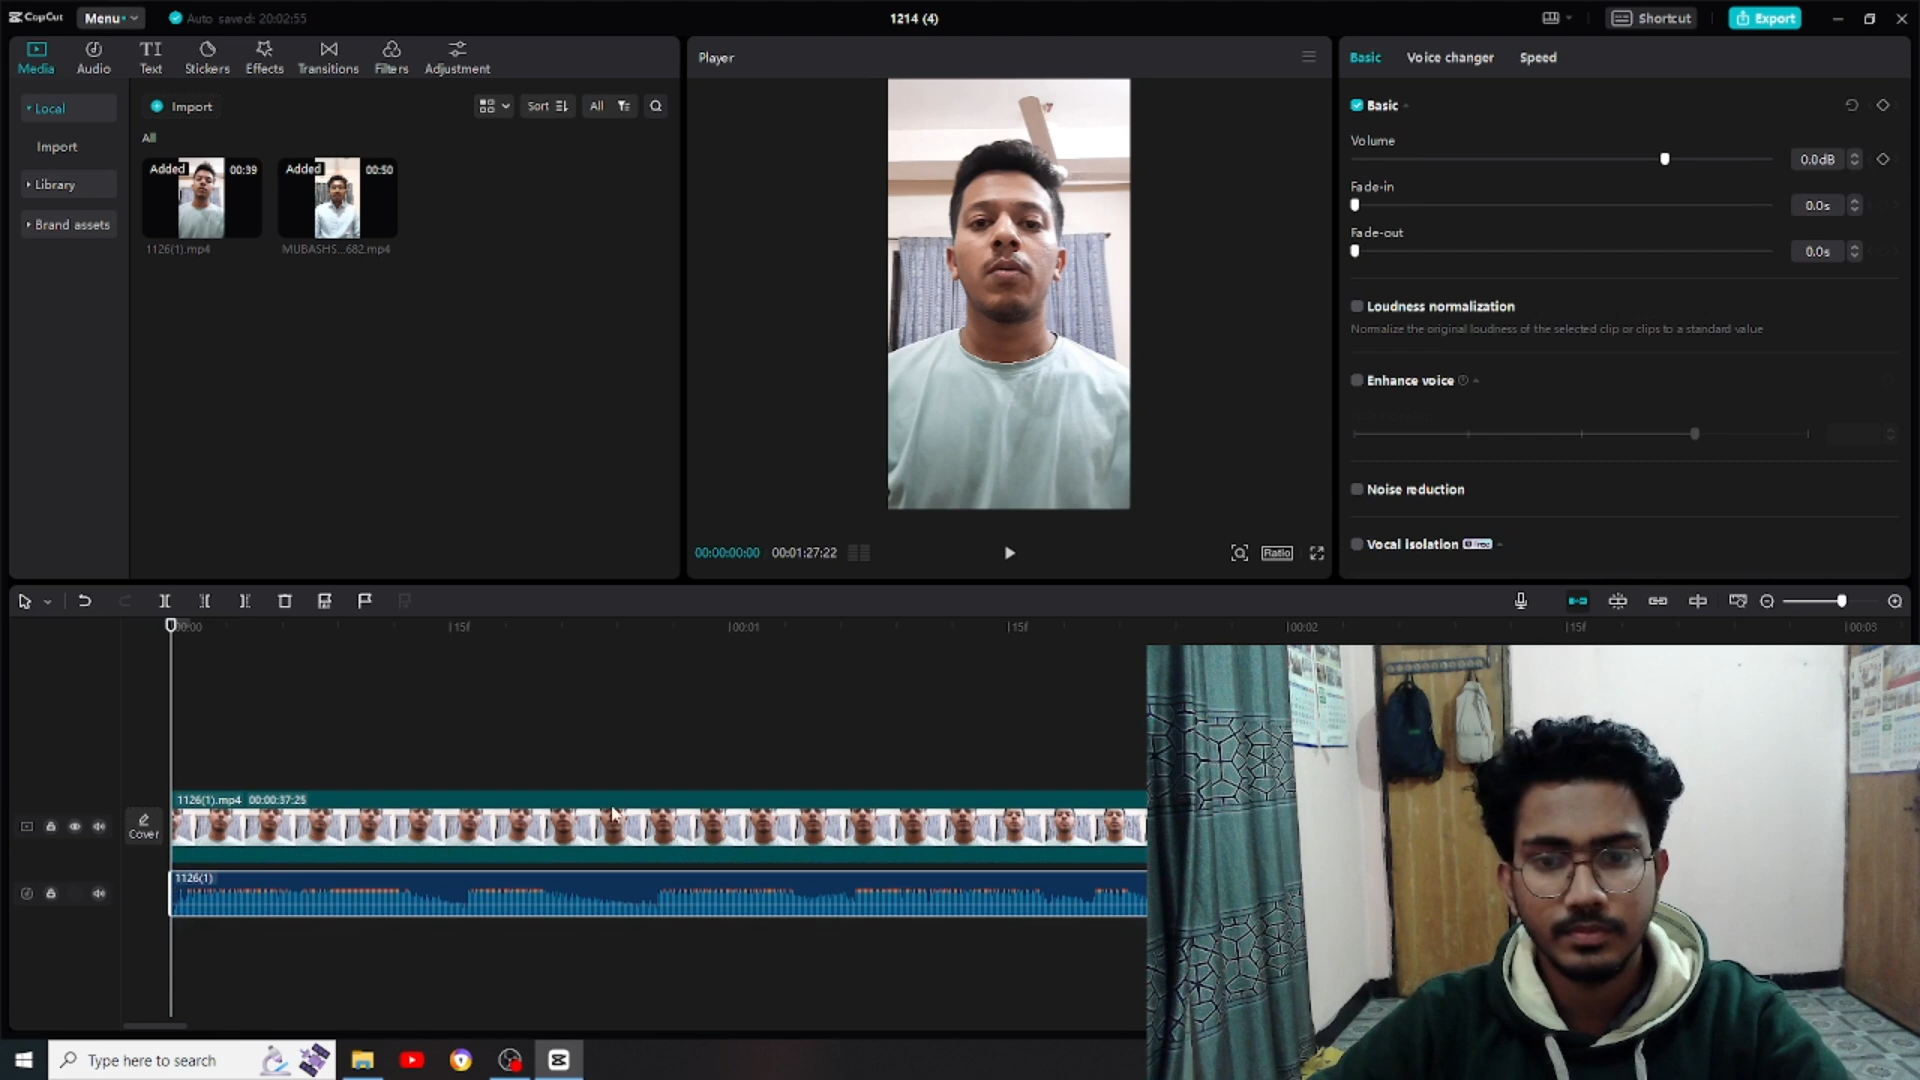 CapCut
Menu
Auto saved: 20:02:55
1214 (4)
Shortcut
Export
Media
Audio
Text
Stickers
Effects
Transitions
Filters
Adjustment
Local
Import
Library
Brand assets
Import
Sort
All
All
Added
00:39
1126(1).mp4
Added
00:50
MUBASHS...682.mp4
Player
00:00:00:00
00:01:27:22
Ratio
Basic
Voice changer
Speed
Basic
Volume
0.0dB
Fade-in
0.0s
Fade-out
0.0s
Loudness normalization
Normalize the original loudness of the selected clip or clips to a standard value
Enhance voice
Noise reduction
Vocal isolation
Free
00:00
15f
00:01
15f
00:02
15f
00:03
1126(1).mp4 00:00:37:25
Cover
1126(1)
Type here to search